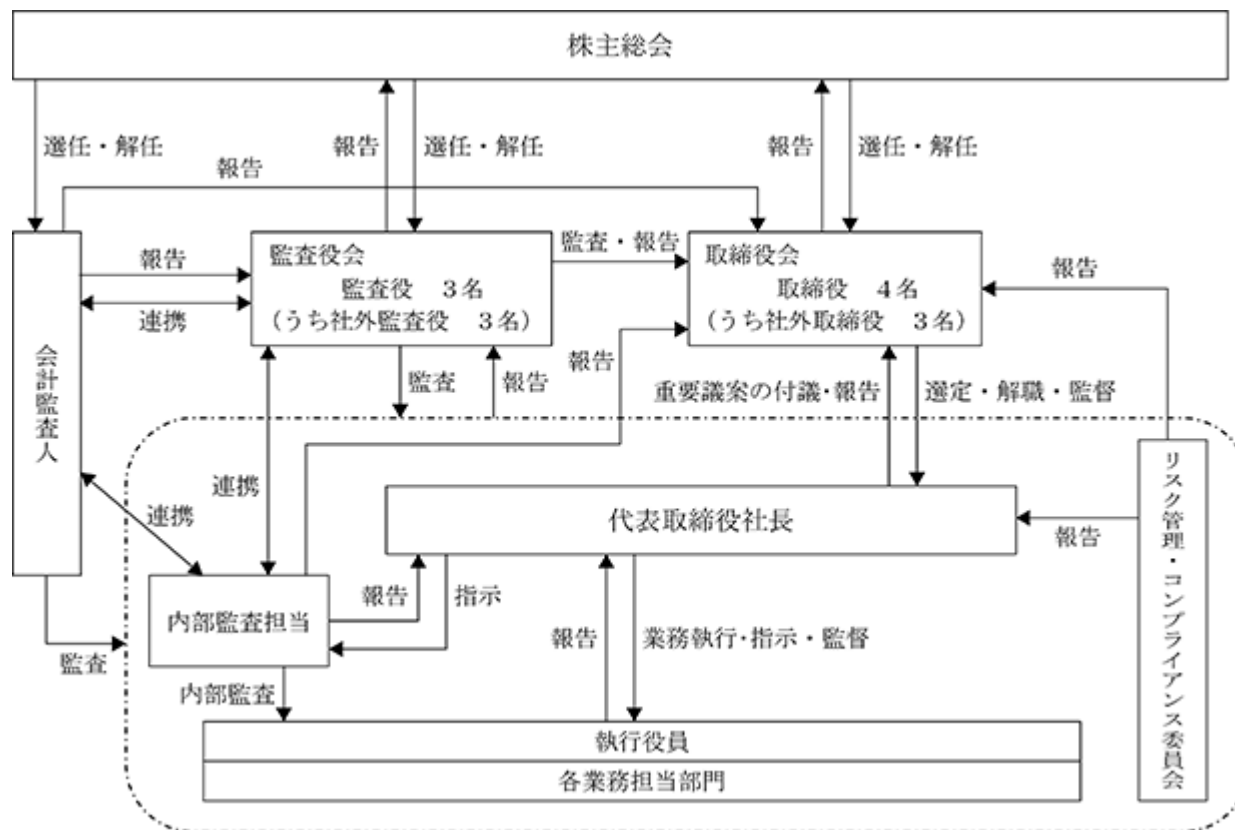 株主総会
選任・解任
報告
選任・解任
報告
選任・解任
報告
監査役会
監査役　３名
（うち社外監査役　３名）
監査・報告
取締役会
取締役　４名
（うち社外取締役　３名）
報告
報告
連携
会計監査人
監査
報告
報告
重要議案の付議・報告
選定・解職・監督
リスク管理・コンプライアンス委員会
連携
連携
代表取締役社長
報告
内部監査担当
報告
指示
報告
業務執行・指示・監督
監査
内部監査
執行役員
各業務担当部門